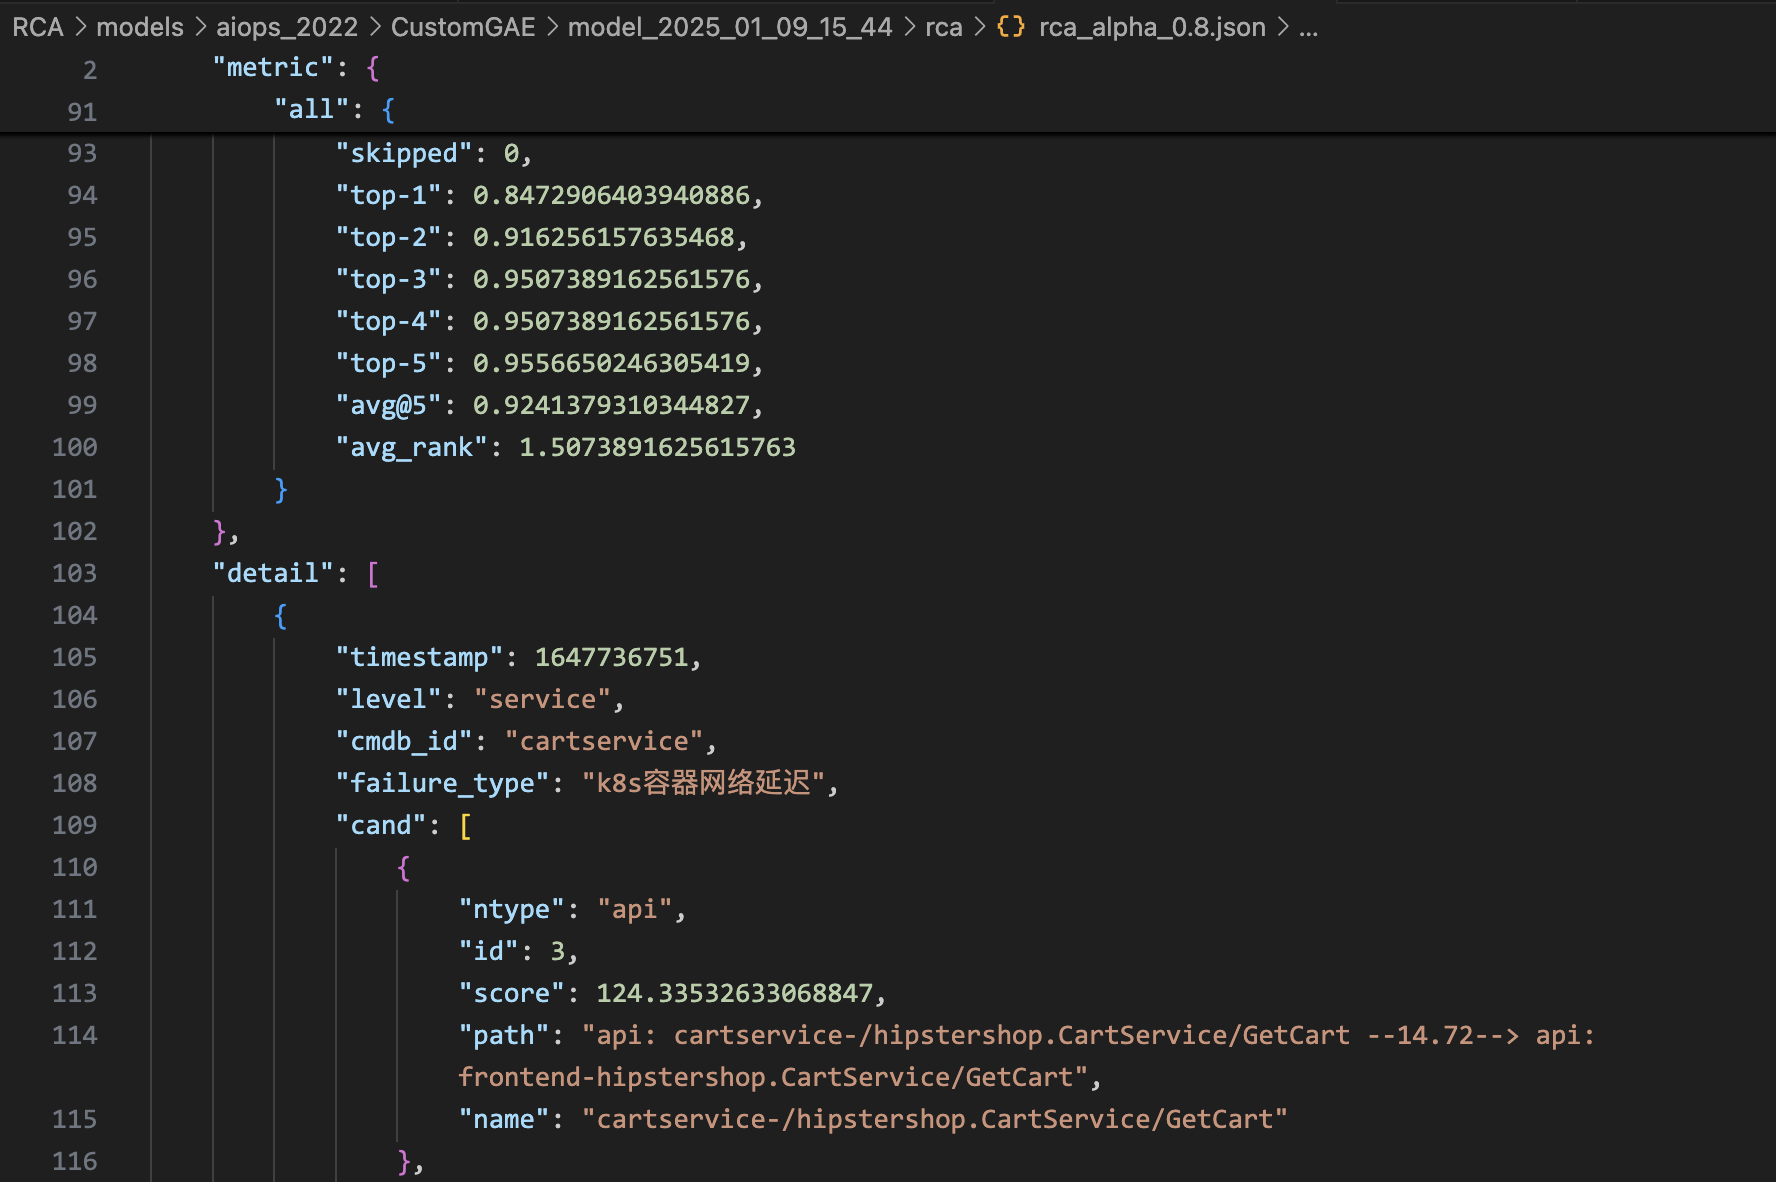 RCA > models > aiops_2022 > CustomGAE > model_2025_01_09_15_44 > rca > {} rca_alpha_0.8.json > ...
2 "metric": {
91 "all": {
93 "skipped": 0,
94 "top-1": 0.8472906403940886,
95 "top-2": 0.916256157635468,
96 "top-3": 0.9507389162561576,
97 "top-4": 0.9507389162561576,
98 "top-5": 0.9556650246305419,
99 "avg@5": 0.9241379310344827,
100 "avg_rank": 1.5073891625615763
101 }
102 },
103 "detail": [
104 {
105 "timestamp": 1647736751,
106 "level": "service",
107 "cmdb_id": "cartservice",
108 "failure_type": "k8s容器网络延迟",
109 "cand": [
110 {
111 "ntype": "api",
112 "id": 3,
113 "score": 124.33532633068847,
114 "path": "api: cartservice-/hipstershop.CartService/GetCart --14.72--> api:
frontend-hipstershop.CartService/GetCart",
115 "name": "cartservice-/hipstershop.CartService/GetCart"
116 },